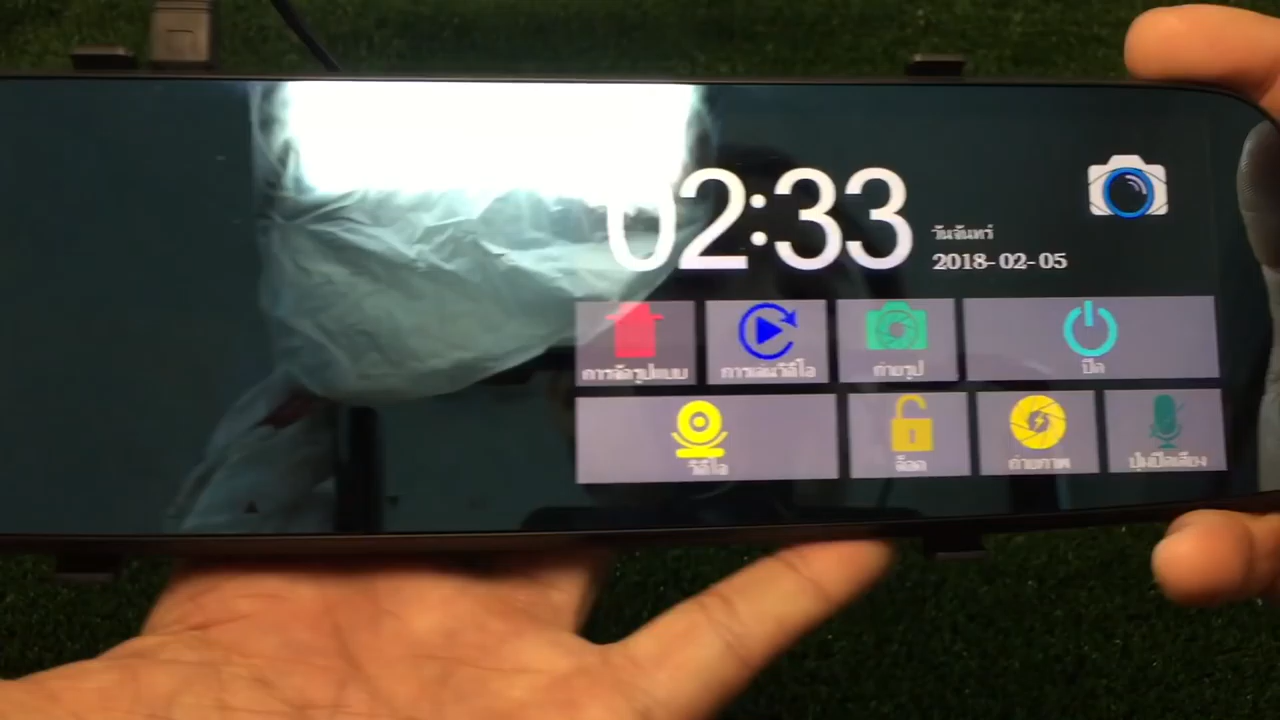 02:33
วันจันทร์
2018-02-05
การจัดรูปแบบ
การเล่นวิดีโอ
ถ่ายรูป
ปิด
วิดีโอ
ล็อค
ถ่ายภาพ
ปุ่มปิดเสียง